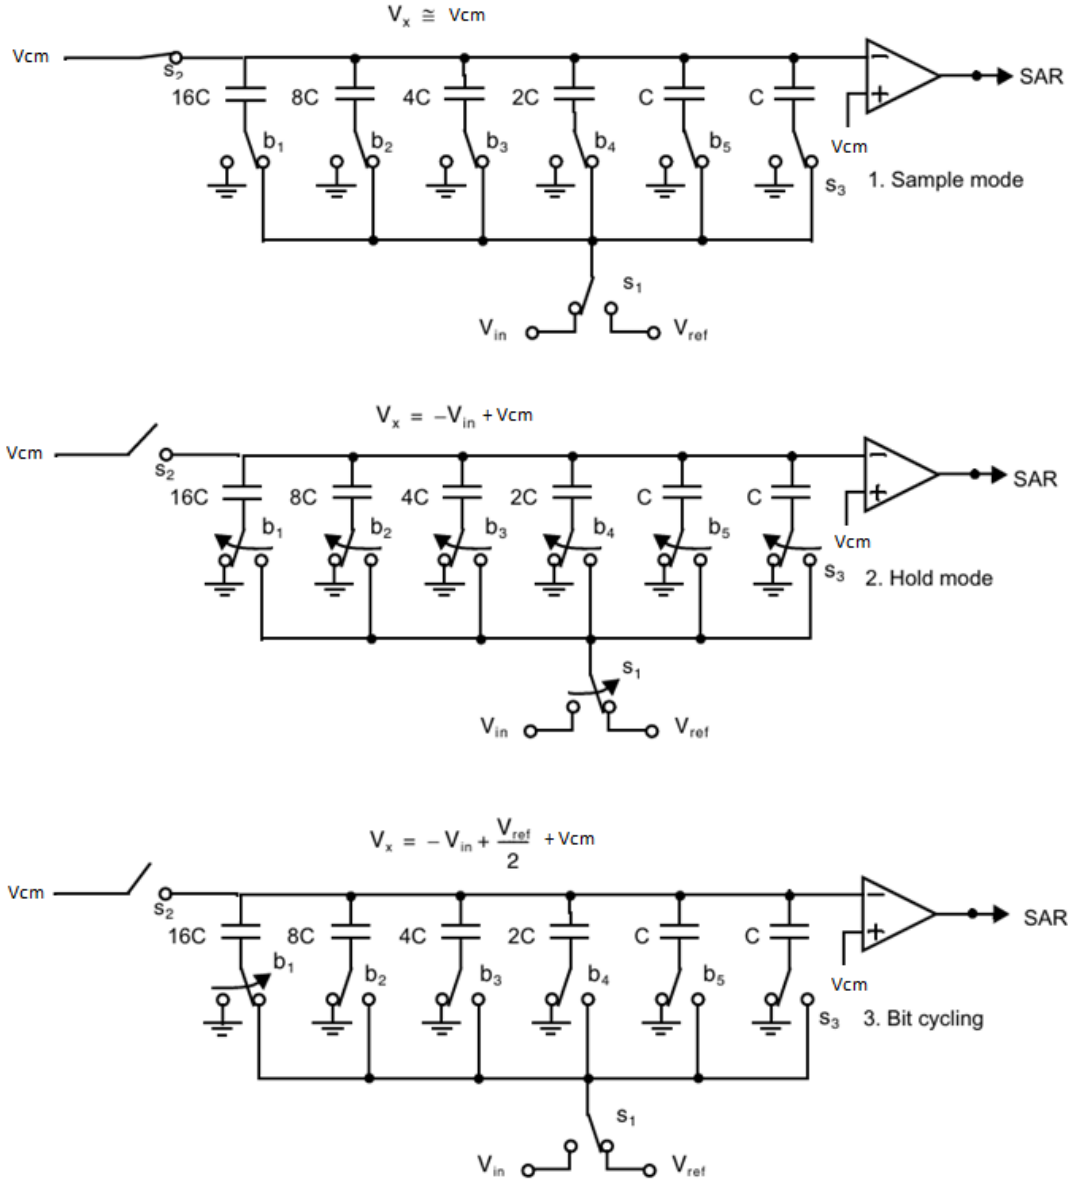 Vx ≅ Vcm
Vcm s2 SAR
16C 8C 4C 2C C C
− +
b1 b2 b3 b4 b5 Vcm
s3 1. Sample mode
s1
Vin Vref
Vx = −Vin + Vcm
Vcm s2 SAR
16C 8C 4C 2C C C
− +
b1 b2 b3 b4 b5 Vcm
s3 2. Hold mode
s1
Vin Vref
Vx = −Vin + Vref/2 + Vcm
Vcm s2 SAR
16C 8C 4C 2C C C
− +
b1 b2 b3 b4 b5 Vcm
s3 3. Bit cycling
s1
Vin Vref